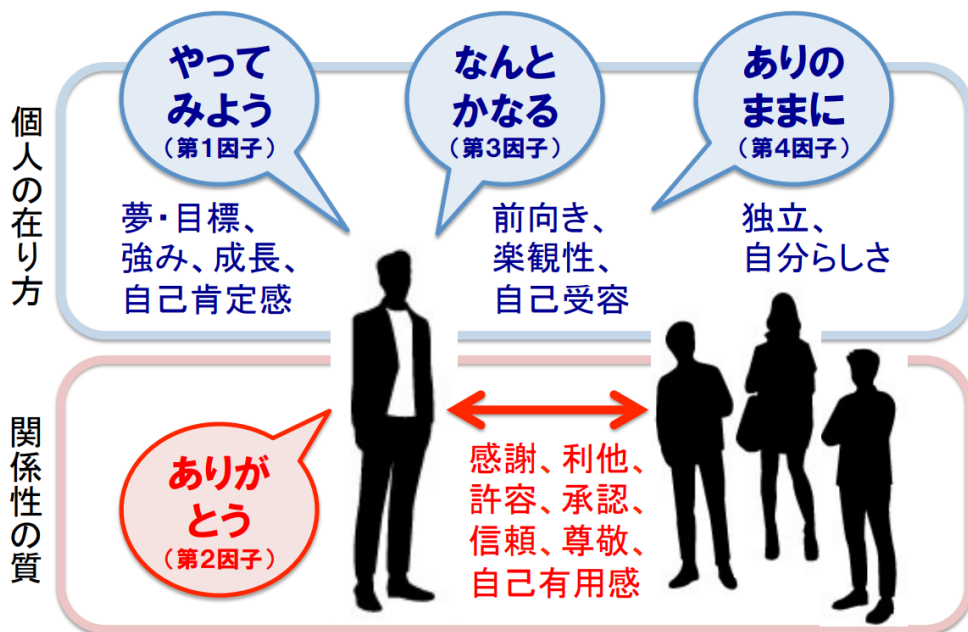 個人の在り方
やって
みよう
(第1因子)
なんと
かなる
(第3因子)
ありの
ままに
(第4因子)
夢・目標、
強み、成長、
自己肯定感
前向き、
楽観性、
自己受容
独立、
自分らしさ
関係性の質
ありが
とう
(第2因子)
感謝、利他、
許容、承認、
信頼、尊敬、
自己有用感